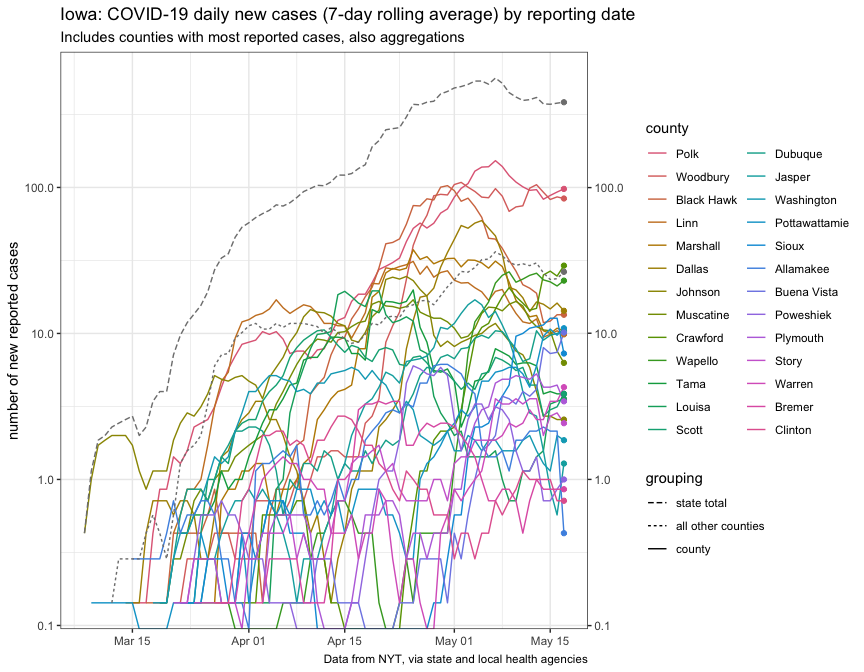 Iowa: COVID-19 daily new cases (7-day rolling average) by reporting date
Includes counties with most reported cases, also aggregations
number of new reported cases
100.0
10.0
1.0
0.1
100.0
10.0
1.0
0.1
Mar 15
Apr 01
Apr 15
May 01
May 15
Data from NYT, via state and local health agencies
county
Polk
Woodbury
Black Hawk
Linn
Marshall
Dallas
Johnson
Muscatine
Crawford
Wapello
Tama
Louisa
Scott
Dubuque
Jasper
Washington
Pottawattamie
Sioux
Allamakee
Buena Vista
Poweshiek
Plymouth
Story
Warren
Bremer
Clinton
grouping
state total
all other counties
county